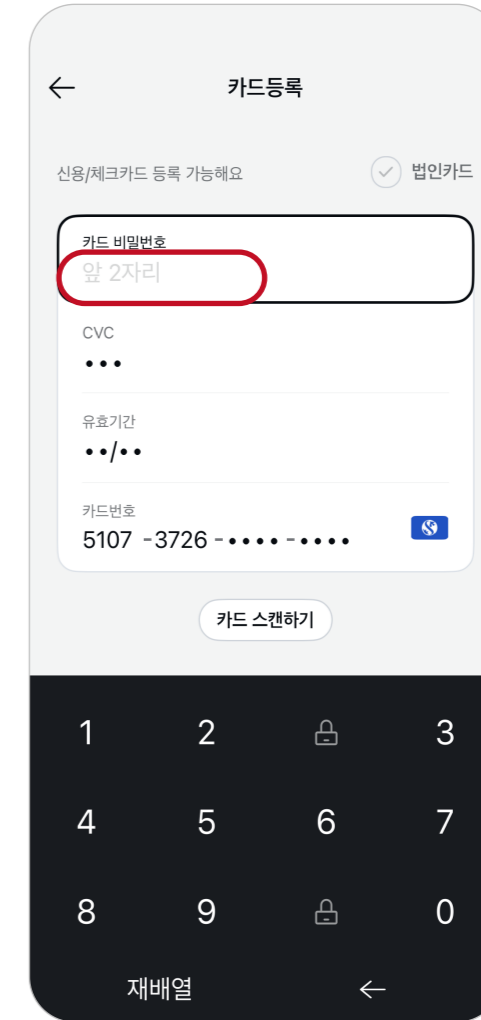 카드등록
신용/체크카드 등록 가능해요
법인카드
카드 비밀번호
앞 2자리
CVC
•••
유효기간
••/••
카드번호
5107 -3726 -•••• -••••
카드 스캔하기
1 2 3
4 5 6 7
8 9 0
재배열